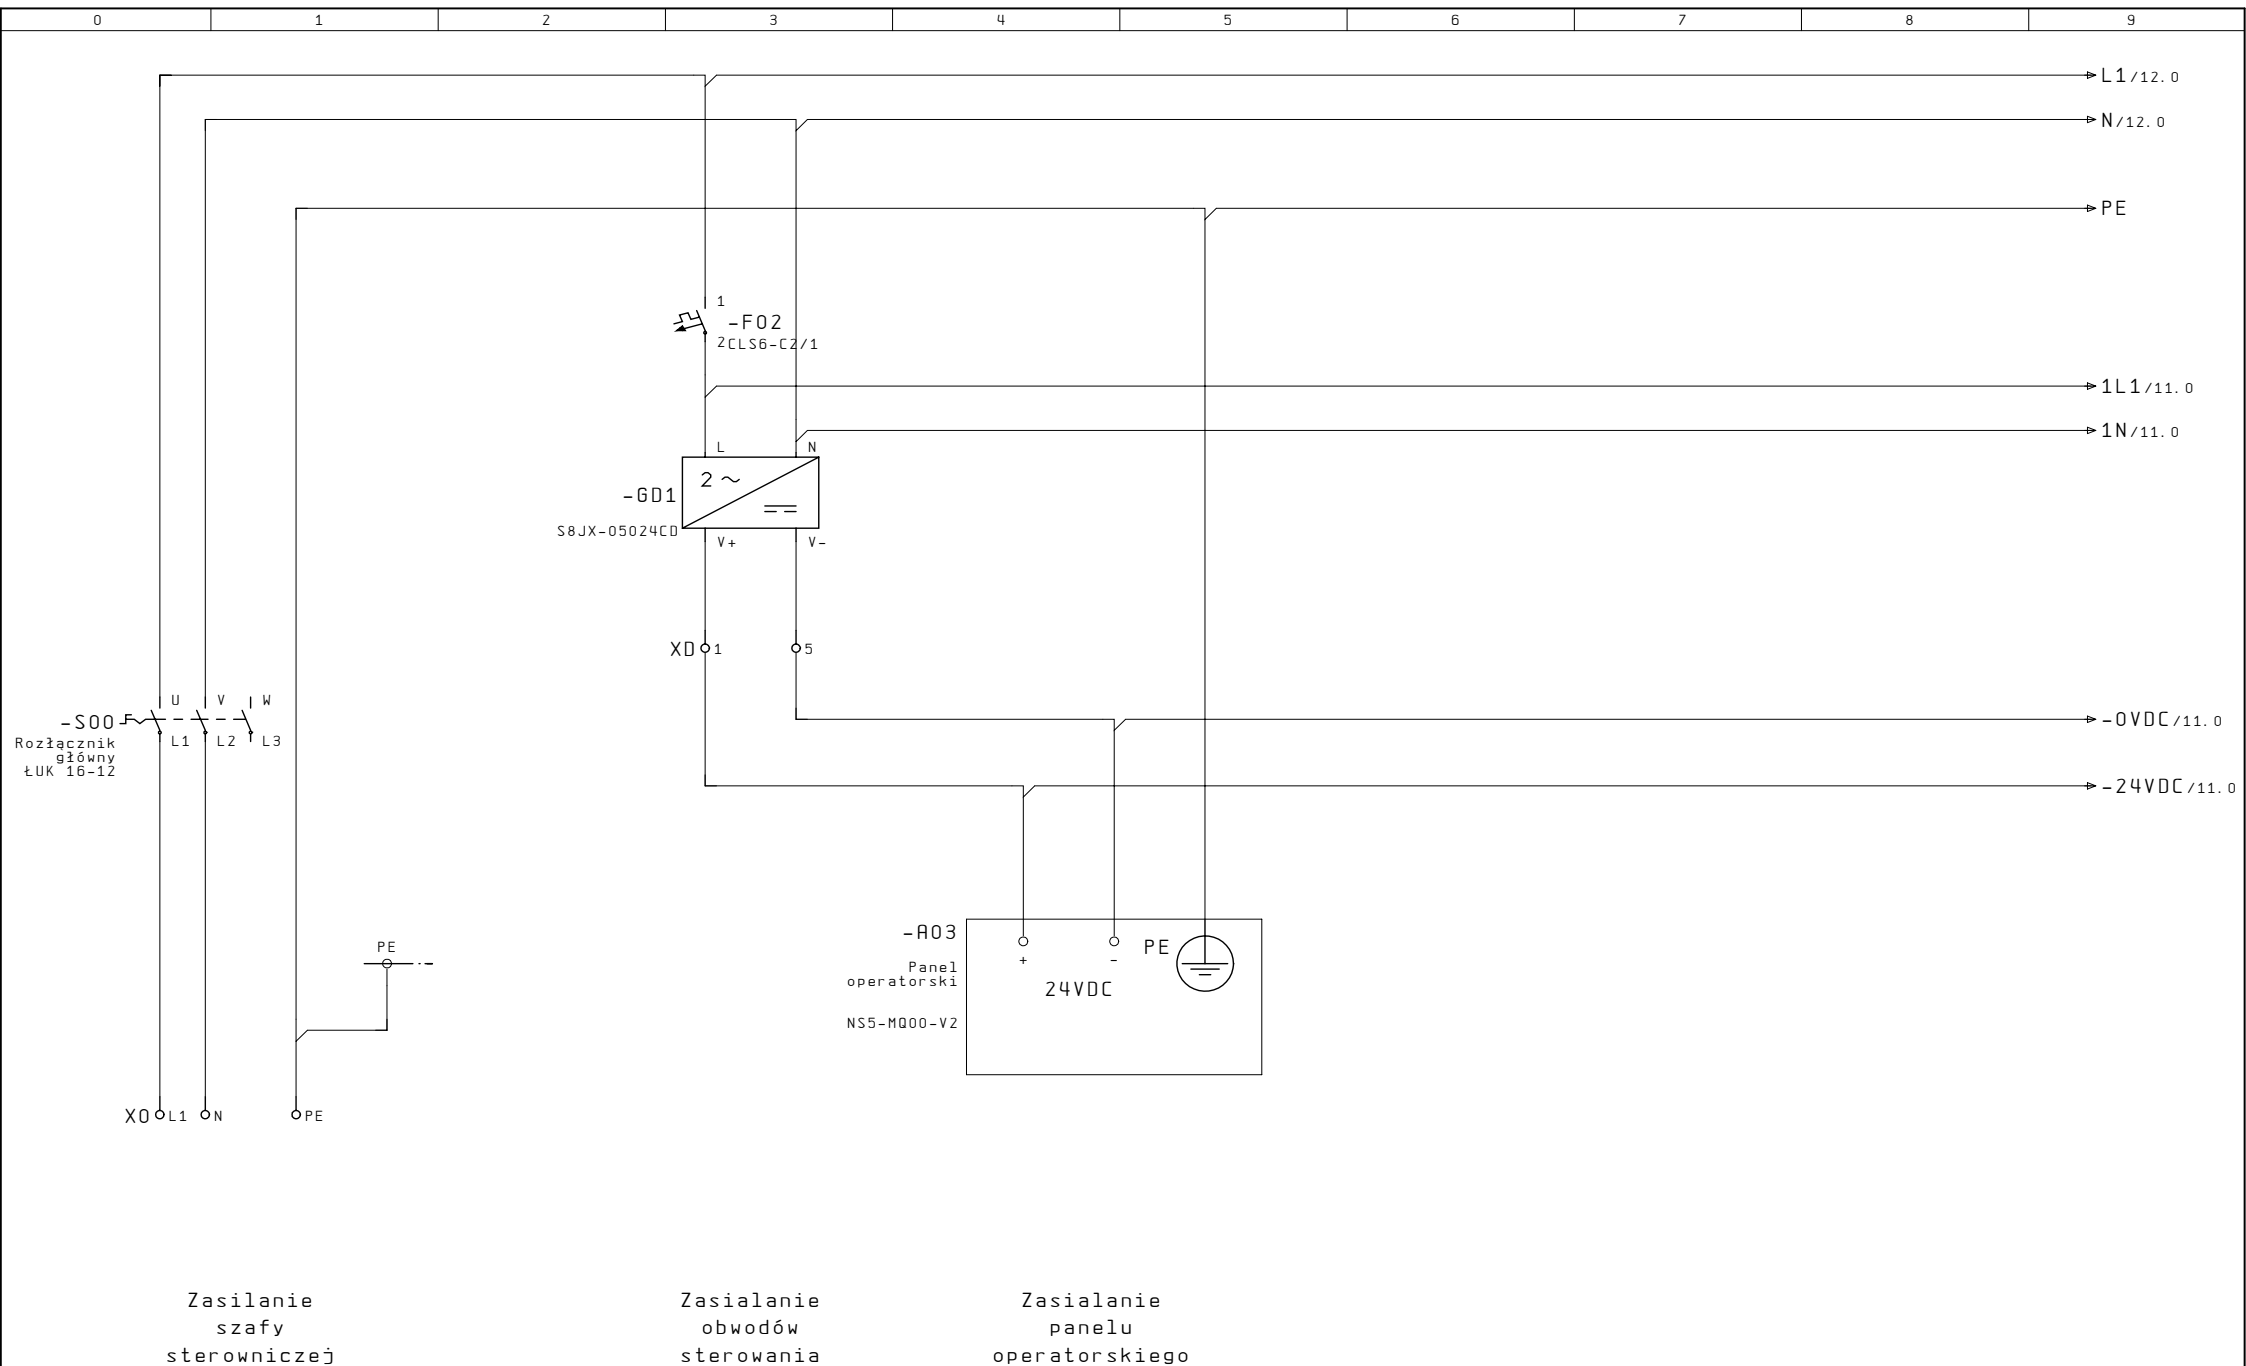 0 1 2 3 4 5 6 7 8 9
L1/12.0
N/12.0
PE
1
-F02
2 CLS6-C2/1
1L1/11.0
1N/11.0
L N
2 ~
-GD1
S8JX-05024CD
V+ V-
XD 1 5
U V W
-S00
L1 L2 L3
Rozłącznik
główny
ŁUK 16-12
-0VDC/11.0
-24VDC/11.0
-A03
Panel
operatorski
NS5-MQ00-V2
+ -
PE
24VDC
PE
X0 L1 N PE
Zasilanie
szafy
sterowniczej
Zasialanie
obwodów
sterowania
Zasialanie
panelu
operatorskiego